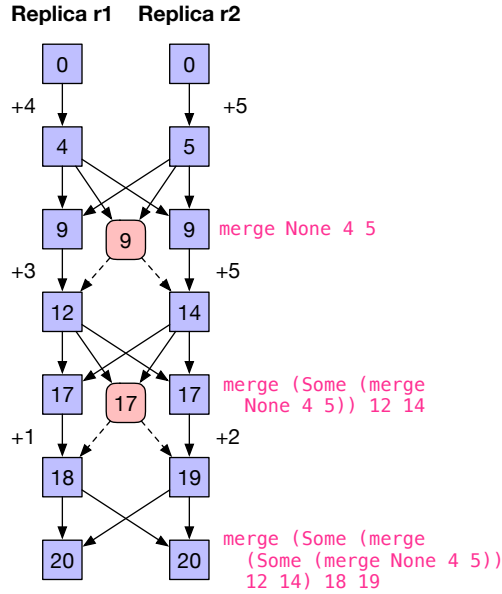 Replica r1 Replica r2
0 0
+4 +5
4 5
9 9 9 merge None 4 5
+3 +5
12 14
17 17 17 merge (Some (merge
None 4 5)) 12 14
+1 +2
18 19
20 20 merge (Some (merge
(Some (merge None 4 5))
12 14) 18 19